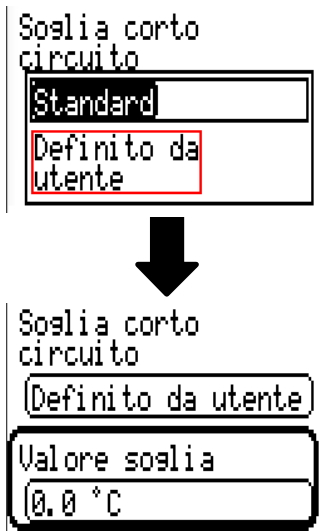 Soglia corto
circuito
Standard
Definito da
utente
Soglia corto
circuito
Definito da utente
Valore soglia
0.0 °C